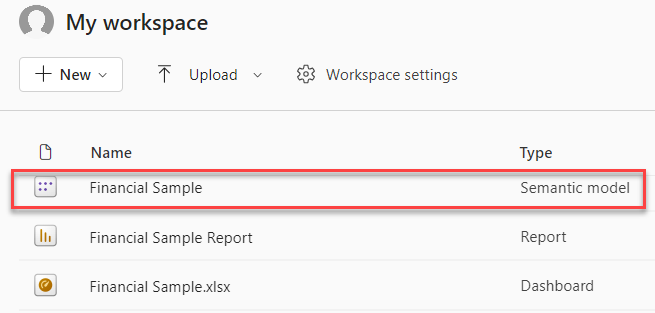 My workspace
New Upload Workspace settings
Name Type
Financial Sample Semantic model
Financial Sample Report Report
Financial Sample.xlsx Dashboard